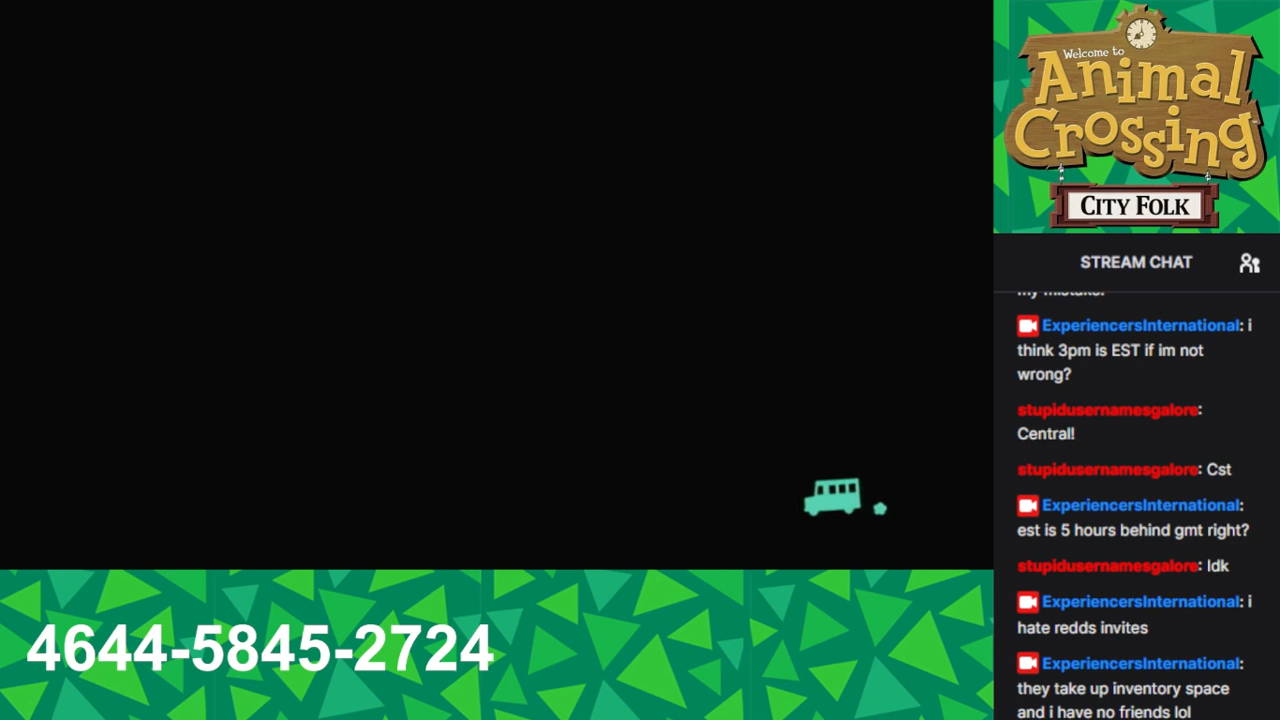 Welcome to
Animal
Crossing
CITY FOLK
STREAM CHAT
my mistake.
ExperiencersInternational: i
think 3pm is EST if im not
wrong?
stupidusernamesgalore:
Central!
stupidusernamesgalore: Cst
ExperiencersInternational:
est is 5 hours behind gmt right?
stupidusernamesgalore: Idk
ExperiencersInternational: i
hate redds invites
ExperiencersInternational:
they take up inventory space
and i have no friends lol
4644-5845-2724